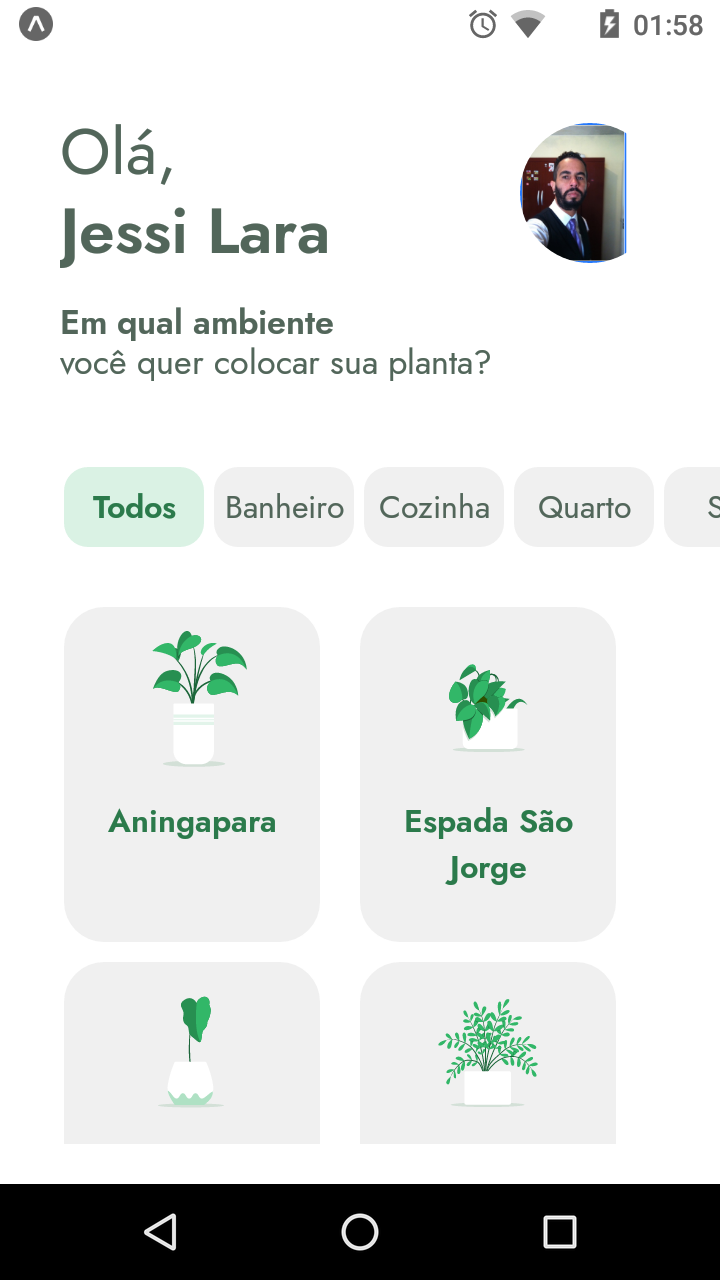 01:58
Olá,
Jessi Lara
Em qual ambiente
você quer colocar sua planta?
Todos Banheiro Cozinha Quarto S
Aningapara
Espada São
Jorge